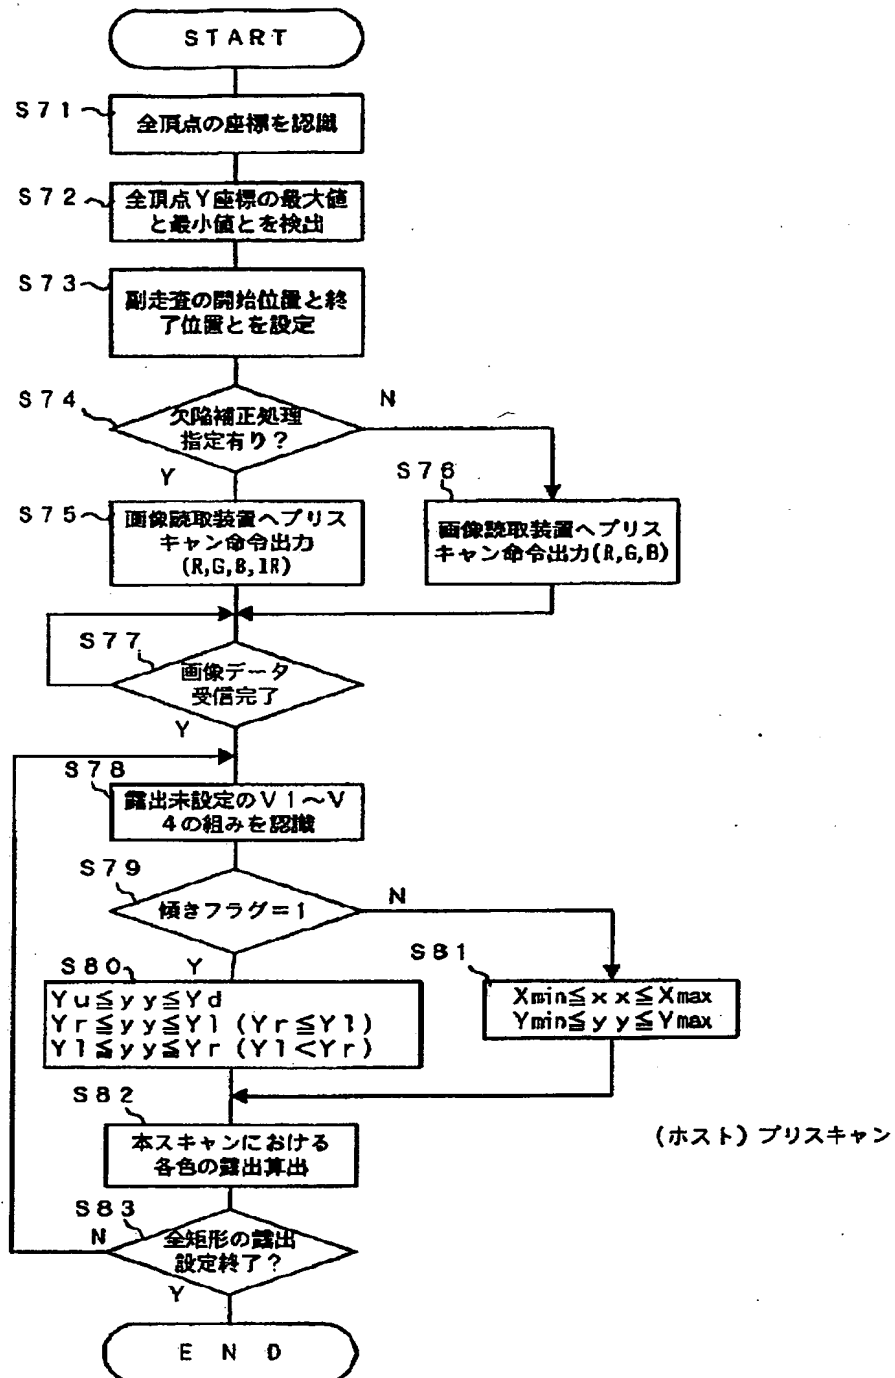 START
S71
全頂点の座標を認識
S72
全頂点Y座標の最大値
と最小値とを検出
S73
副走査の開始位置と終
了位置とを設定
S74
N
欠陥補正処理
指定有り?
Y
S75
画像読取装置へプリス
キャン命令出力
(R,G,B,IR)
S76
画像読取装置へプリス
キャン命令出力(R,G,B)
S77
画像データ
受信完了
Y
S78
露出未設定のV1~V
4の組みを認識
S79
N
傾きフラグ=1
Y
S80
Yu≦yy≦Yd
Yr≦yy≦Yl (Yr≦Yl)
Yl≦yy≦Yr (Yl<Yr)
S81
Xmin≦xx≦Xmax
Ymin≦yy≦Ymax
S82
本スキャンにおける
各色の露出算出
(ホスト)プリスキャン
S83
N
全矩形の露出
設定終了?
Y
END